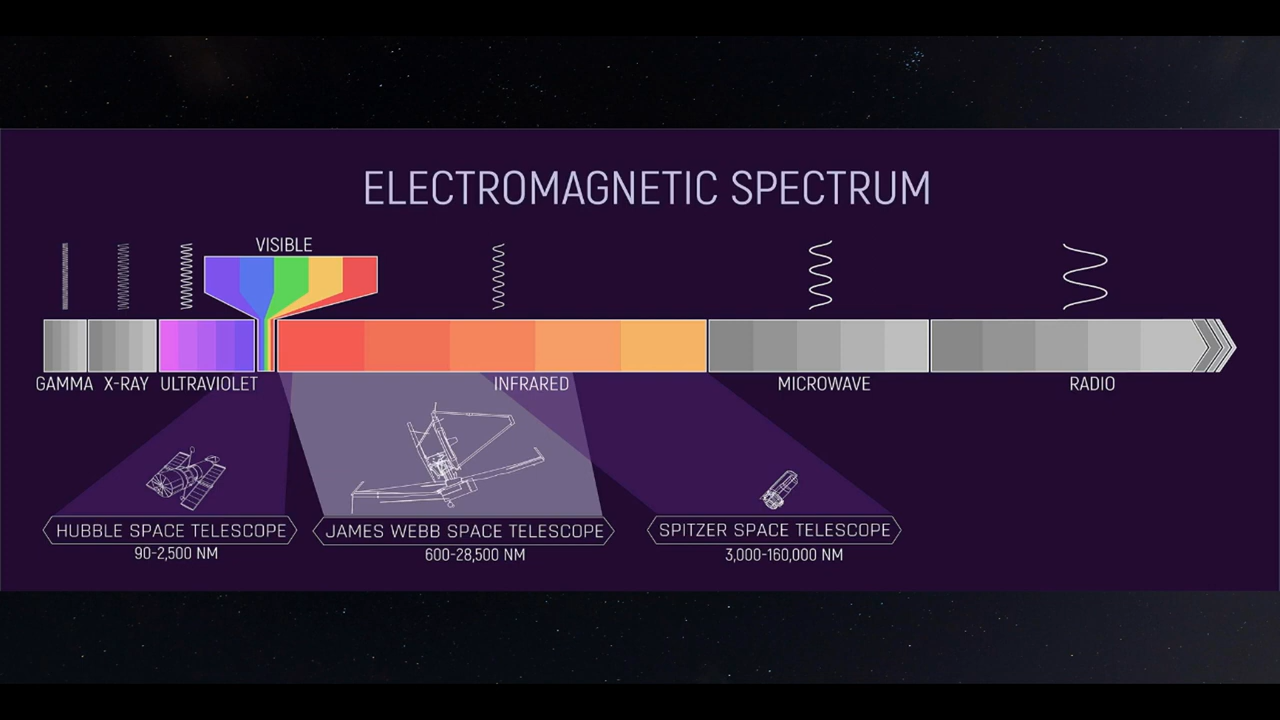 ELECTROMAGNETIC SPECTRUM
VISIBLE
GAMMA X-RAY ULTRAVIOLET INFRARED MICROWAVE RADIO
HUBBLE SPACE TELESCOPE
90-2,500 NM
JAMES WEBB SPACE TELESCOPE
600-28,500 NM
SPITZER SPACE TELESCOPE
3,000-160,000 NM